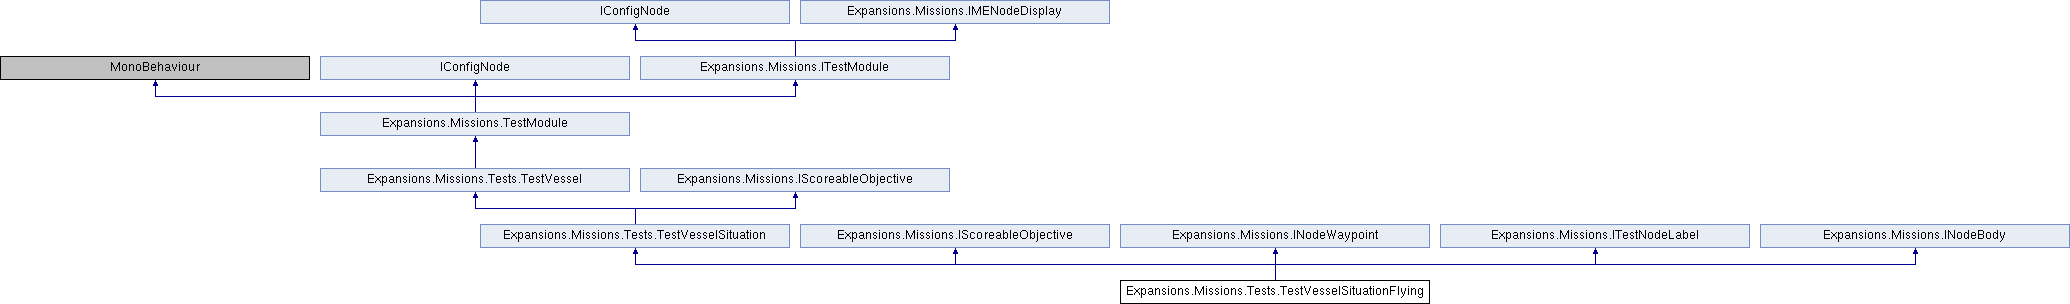 IConfigNode
Expansions.Missions.IMENodeDisplay
MonoBehaviour
IConfigNode
Expansions.Missions.ITestModule
Expansions.Missions.TestModule
Expansions.Missions.Tests.TestVessel
Expansions.Missions.IScoreableObjective
Expansions.Missions.Tests.TestVesselSituation
Expansions.Missions.IScoreableObjective
Expansions.Missions.INodeWaypoint
Expansions.Missions.ITestNodeLabel
Expansions.Missions.INodeBody
Expansions.Missions.Tests.TestVesselSituationFlying